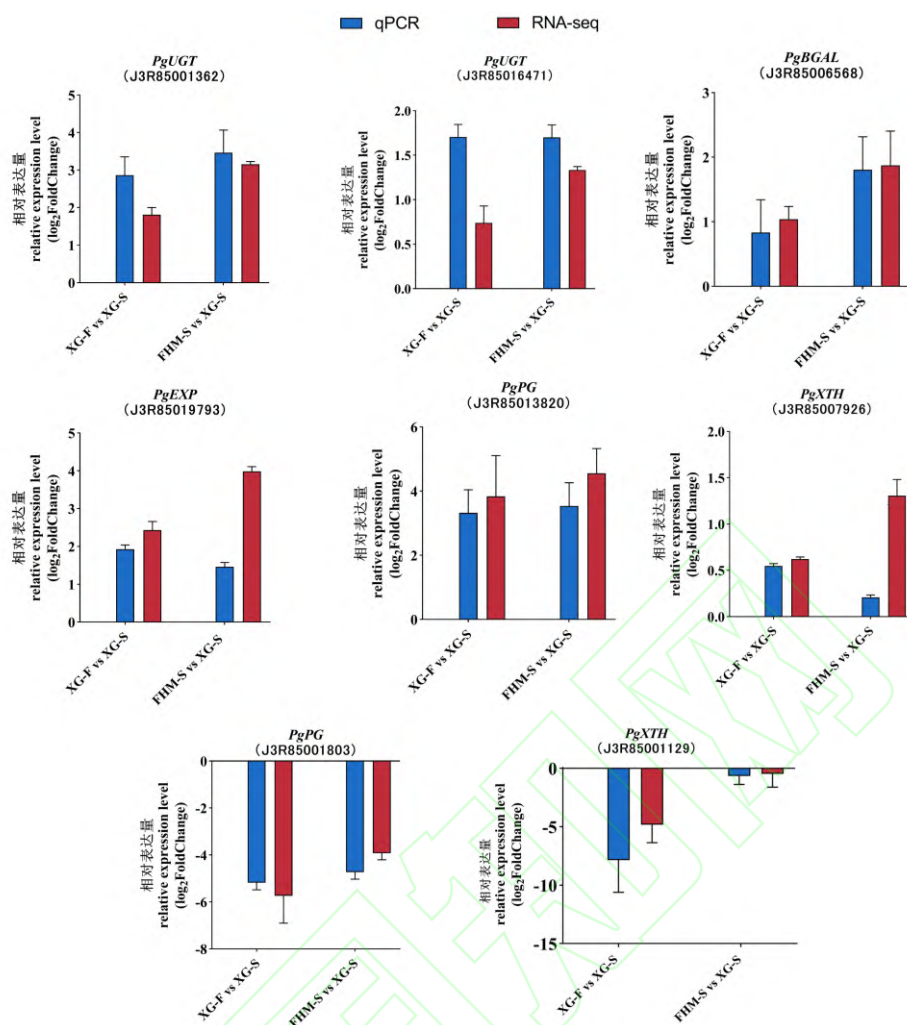 qPCR RNA-seq
PgUGT
(J3R85001362)
相对表达量
relative expression level
(log2FoldChange)
5
4
3
2
1
0
XG-F vs XG-S
FHM-S vs XG-S
PgUGT
(J3R85016471)
相对表达量
relative expression level
(log2FoldChange)
2.0
1.5
1.0
0.5
0.0
XG-F vs XG-S
FHM-S vs XG-S
PgBGAL
(J3R85006568)
相对表达量
relative expression level
(log2FoldChange)
3
2
1
0
XG-F vs XG-S
FHM-S vs XG-S
PgEXP
(J3R85019793)
相对表达量
relative expression level
(log2FoldChange)
5
4
3
2
1
0
XG-F vs XG-S
FHM-S vs XG-S
PgPG
(J3R85013820)
相对表达量
relative expression level
(log2FoldChange)
6
4
2
0
XG-F vs XG-S
FHM-S vs XG-S
PgXTH
(J3R85007926)
相对表达量
relative expression level
(log2FoldChange)
2.0
1.5
1.0
0.5
0.0
XG-F vs XG-S
FHM-S vs XG-S
PgPG
(J3R85001803)
相对表达量
relative expression level
(log2FoldChange)
0
-2
-4
-6
-8
XG-F vs XG-S
FHM-S vs XG-S
PgXTH
(J3R85001129)
相对表达量
relative expression level
(log2FoldChange)
0
-5
-10
-15
XG-F vs XG-S
FHM-S vs XG-S